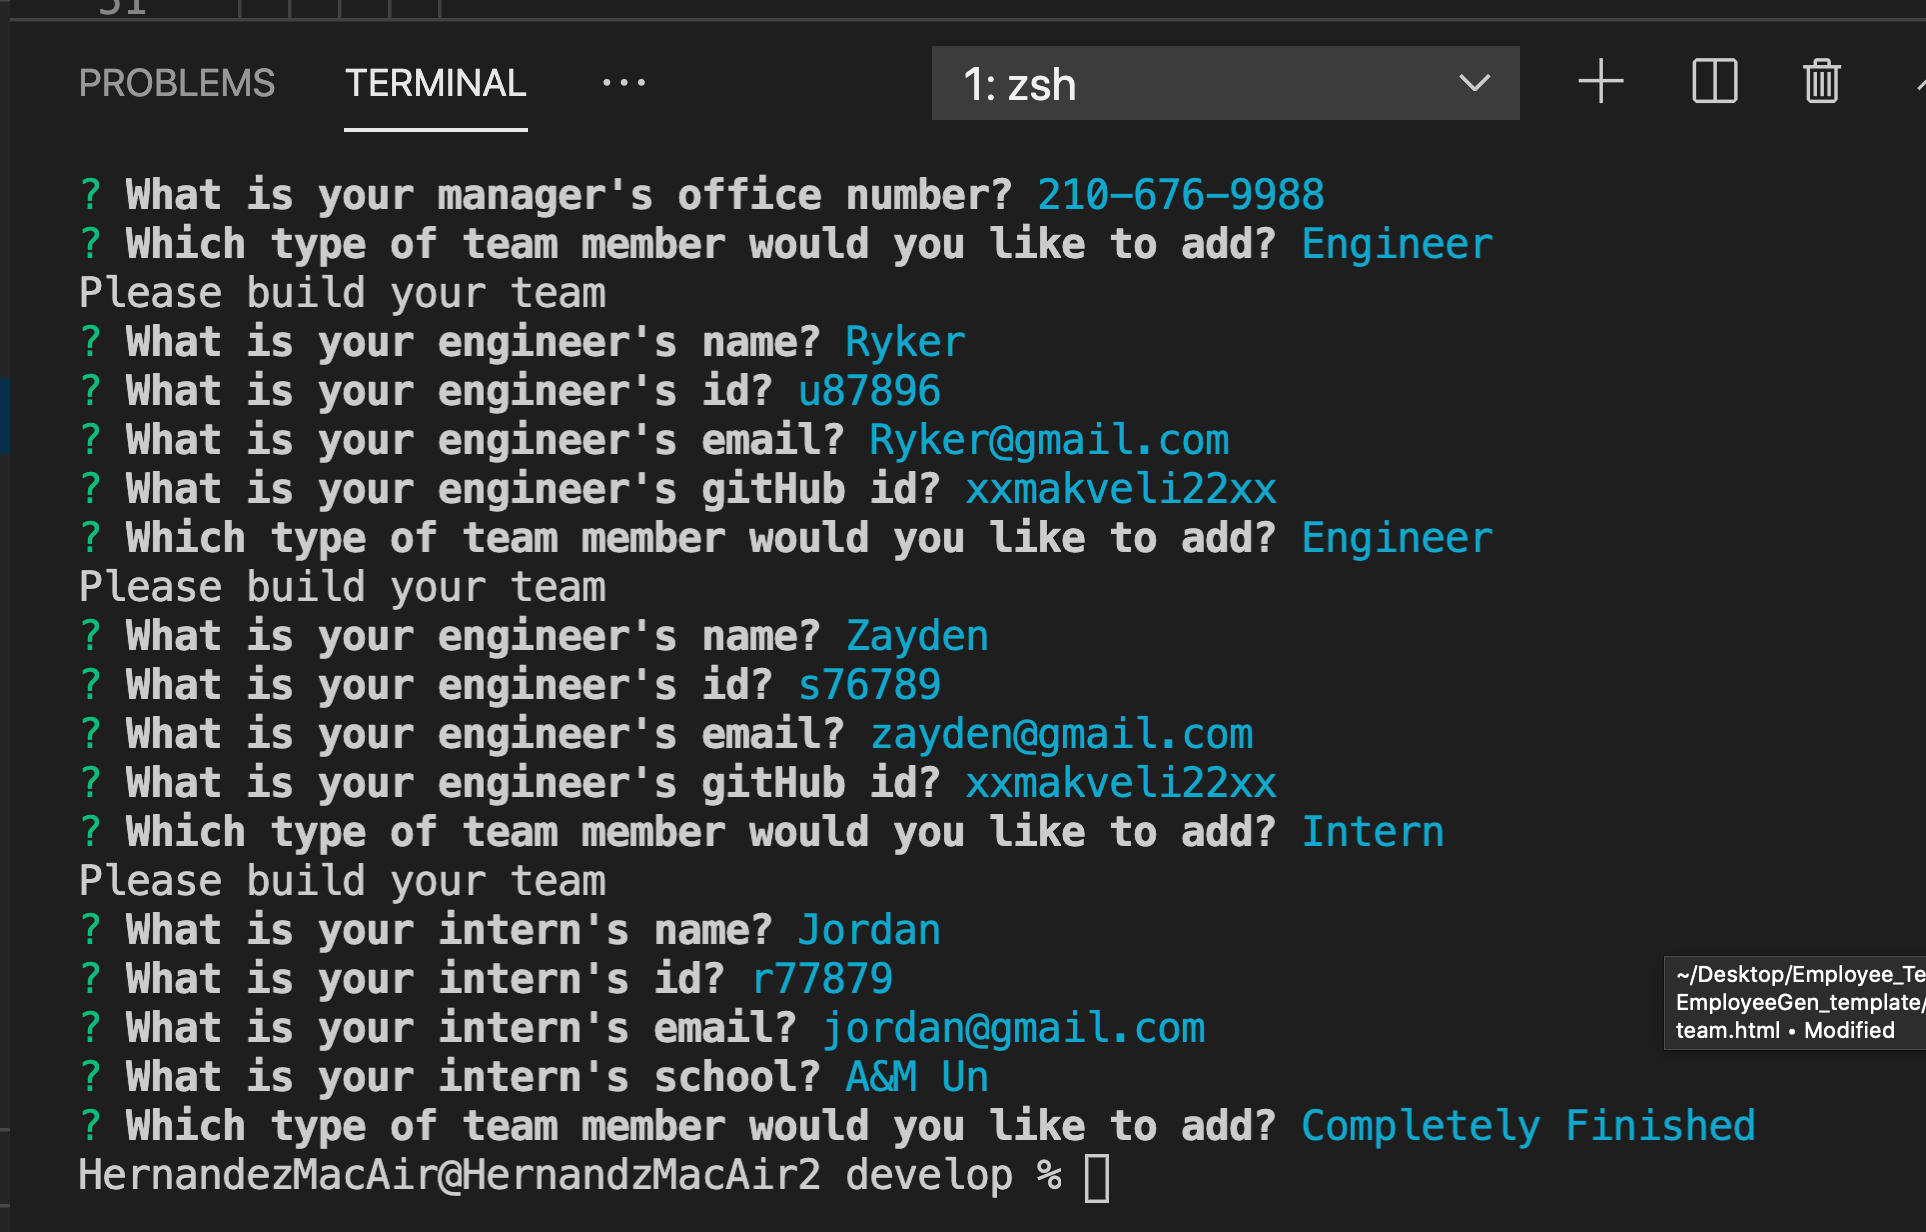 51
PROBLEMS TERMINAL ... 1: zsh
? What is your manager's office number? 210-676-9988
? Which type of team member would you like to add? Engineer
Please build your team
? What is your engineer's name? Ryker
? What is your engineer's id? u87896
? What is your engineer's email? Ryker@gmail.com
? What is your engineer's gitHub id? xxmakveli22xx
? Which type of team member would you like to add? Engineer
Please build your team
? What is your engineer's name? Zayden
? What is your engineer's id? s76789
? What is your engineer's email? zayden@gmail.com
? What is your engineer's gitHub id? xxmakveli22xx
? Which type of team member would you like to add? Intern
Please build your team
? What is your intern's name? Jordan
? What is your intern's id? r77879
? What is your intern's email? jordan@gmail.com
? What is your intern's school? A&M Un
? Which type of team member would you like to add? Completely Finished
HernandezMacAir@HernandzMacAir2 develop %
~/Desktop/Employee_Te
EmployeeGen_template/
team.html • Modified